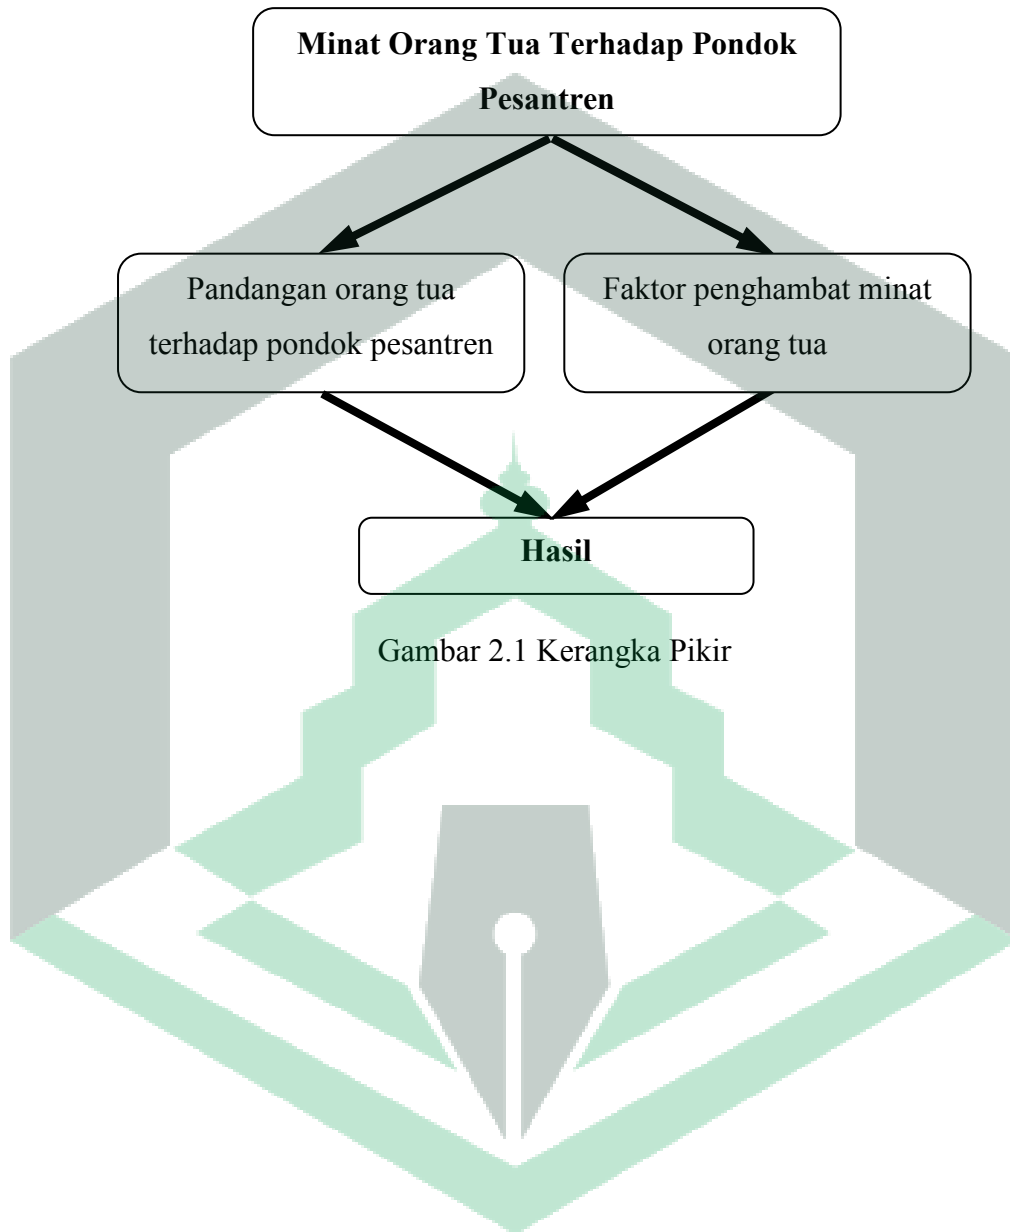 Minat Orang Tua Terhadap Pondok
Pesantren
Pandangan orang tua
terhadap pondok pesantren
Faktor penghambat minat
orang tua
Hasil
Gambar 2.1 Kerangka Pikir